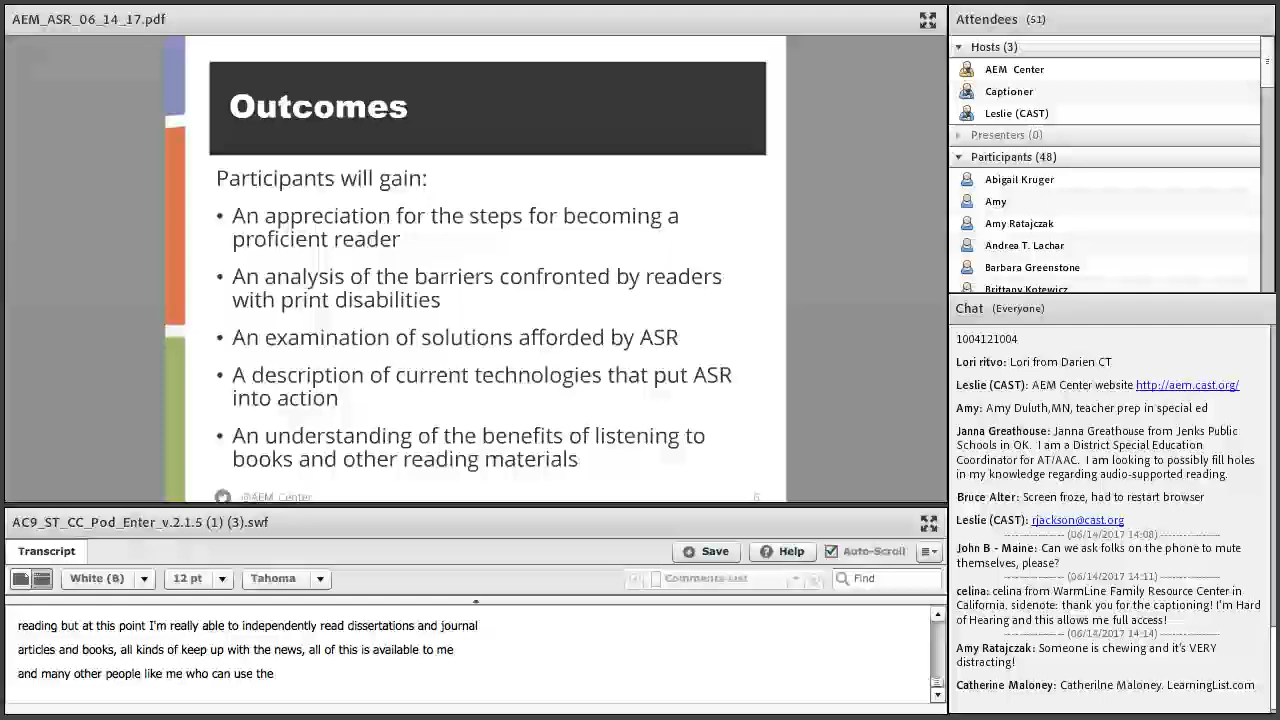 AEM_ASR_06_14_17.pdf
Outcomes
Participants will gain:
• An appreciation for the steps for becoming a
proficient reader
• An analysis of the barriers confronted by readers
with print disabilities
• An examination of solutions afforded by ASR
• A description of current technologies that put ASR
into action
• An understanding of the benefits of listening to
books and other reading materials
@AEM_Center
6
AC9_ST_CC_Pod_Enter_v.2.1.5 (1) (3).swf
Transcript
Save
Help
Auto-Scroll
White (B)
12 pt
Tahoma
Comments List
Find
reading but at this point I'm really able to independently read dissertations and journal
articles and books, all kinds of keep up with the news, all of this is available to me
and many other people like me who can use the
Attendees (51)
Hosts (3)
AEM Center
Captioner
Leslie (CAST)
Presenters (0)
Participants (48)
Abigail Kruger
Amy
Amy Ratajczak
Andrea T. Lachar
Barbara Greenstone
Brittany Kotewicz
Chat (Everyone)
1004121004
Lori ritvo: Lori from Darien CT
Leslie (CAST): AEM Center website http://aem.cast.org/
Amy: Amy Duluth,MN, teacher prep in special ed
Janna Greathouse: Janna Greathouse from Jenks Public
Schools in OK. I am a District Special Education
Coordinator for AT/AAC. I am looking to possibly fill holes
in my knowledge regarding audio-supported reading.
Bruce Alter: Screen froze, had to restart browser
Leslie (CAST): rjackson@cast.org
(06/14/2017 14:08)
John B - Maine: Can we ask folks on the phone to mute
themselves, please?
(06/14/2017 14:11)
celina: celina from WarmLine Family Resource Center in
California. sidenote: thank you for the captioning! I'm Hard
of Hearing and this allows me full access!
(06/14/2017 14:14)
Amy Ratajczak: Someone is chewing and it's VERY
distracting!
Catherine Maloney: Catherilne Maloney. LearningList.com